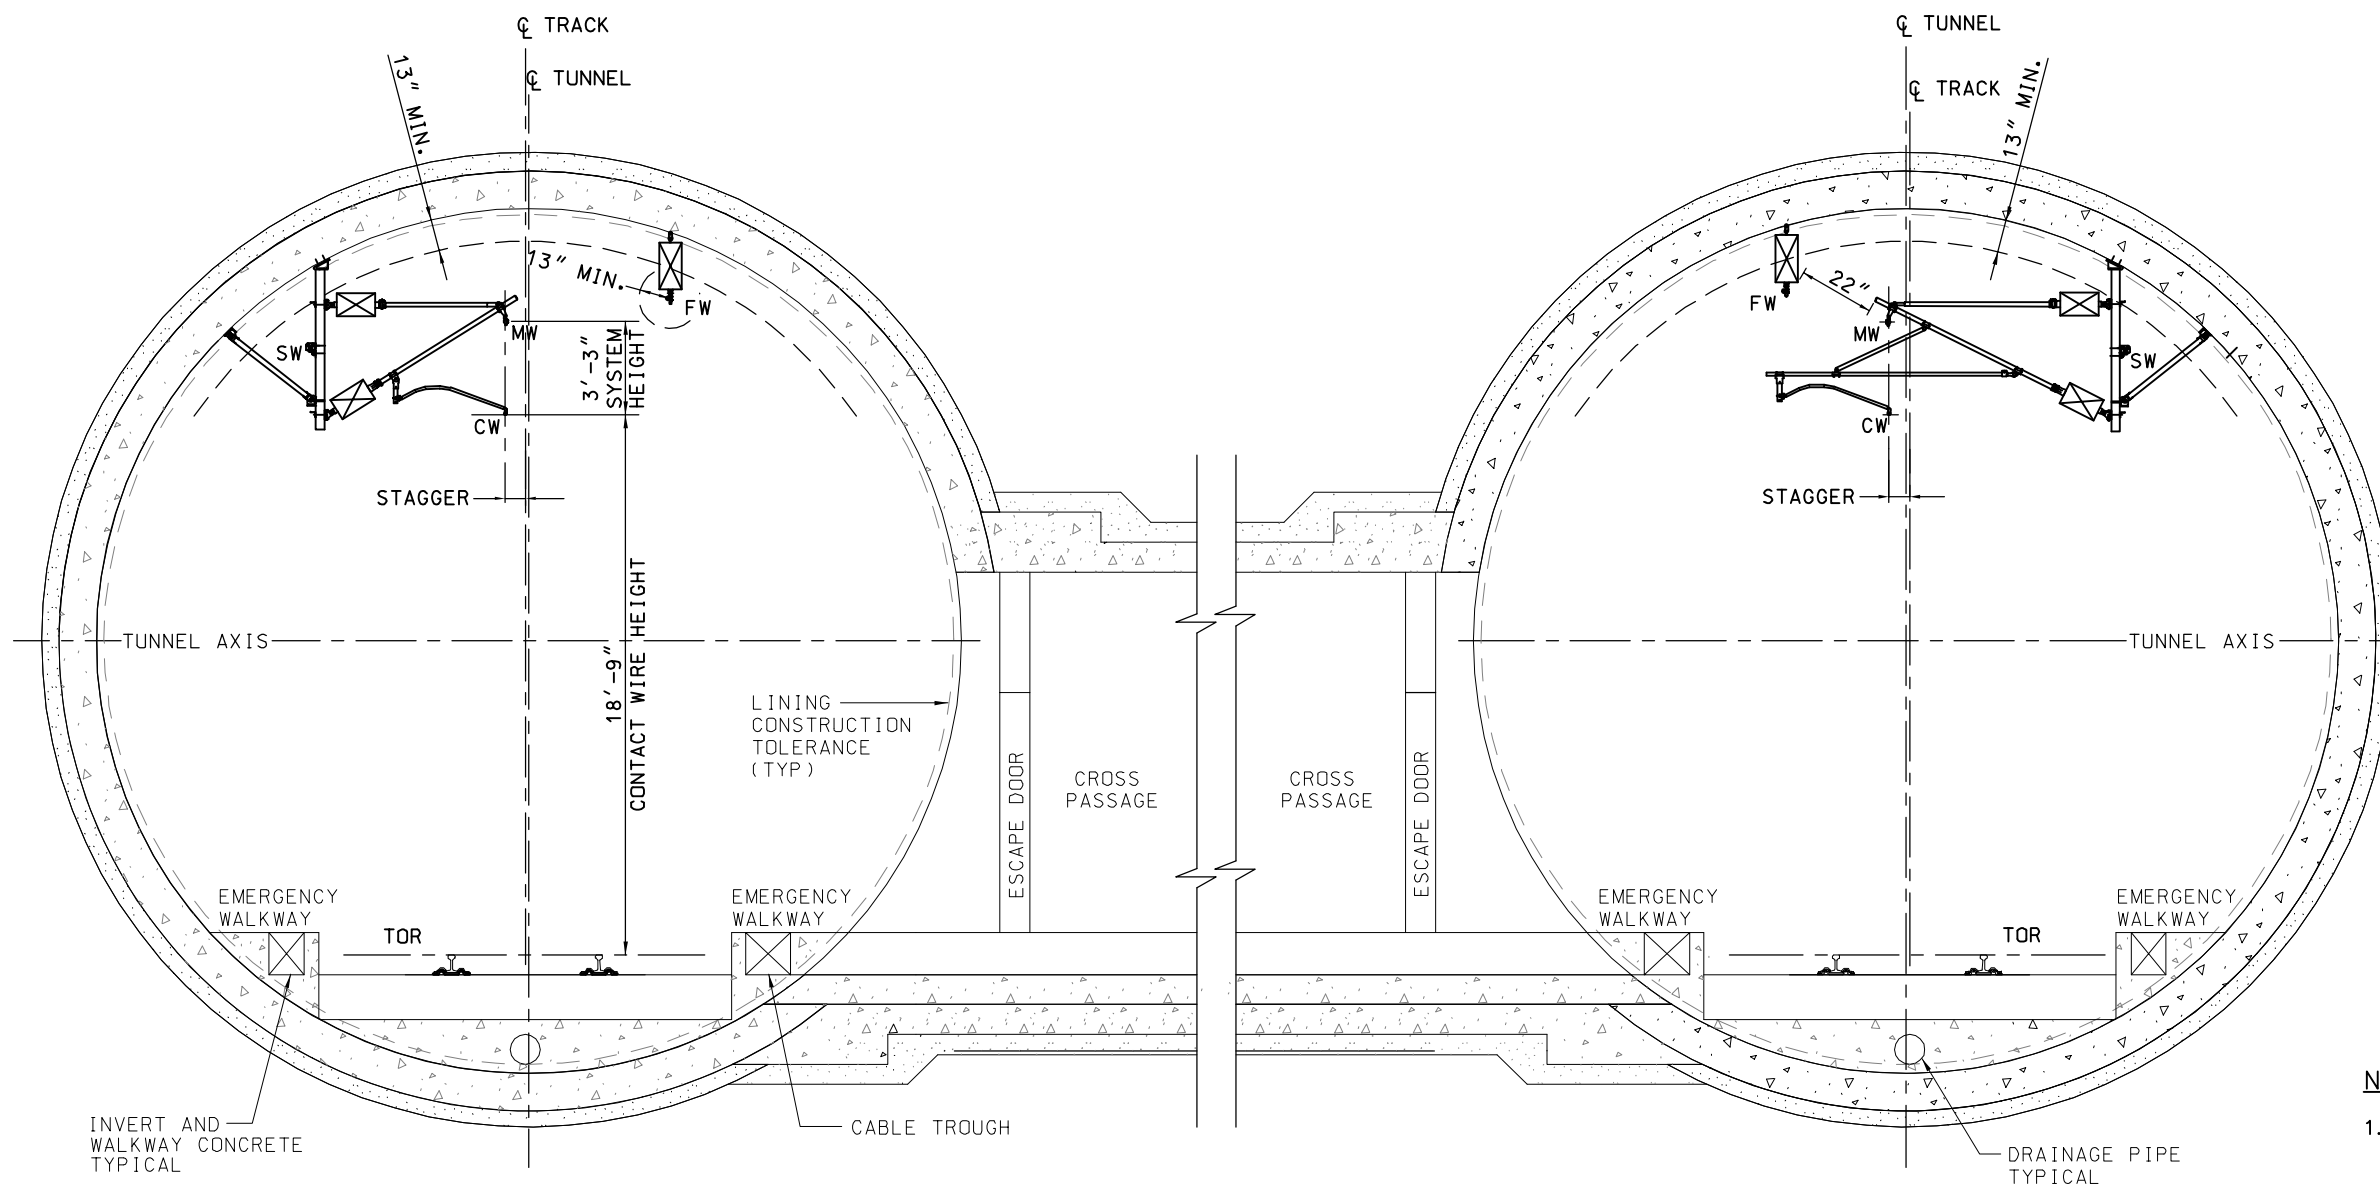 ℄ TRACK
℄ TUNNEL
13" MIN.
13" MIN.
FW
MW
SW
3'-3"
SYSTEM
HEIGHT
CW
STAGGER
18'-9"
CONTACT WIRE HEIGHT
TUNNEL AXIS
LINING
CONSTRUCTION
TOLERANCE
(TYP)
EMERGENCY
WALKWAY
TOR
EMERGENCY
WALKWAY
INVERT AND
WALKWAY CONCRETE
TYPICAL
CABLE TROUGH
ESCAPE DOOR
CROSS
PASSAGE
CROSS
PASSAGE
ESCAPE DOOR
℄ TUNNEL
℄ TRACK
13" MIN.
22"
FW
MW
SW
CW
STAGGER
TUNNEL AXIS
EMERGENCY
WALKWAY
EMERGENCY
WALKWAY
TOR
DRAINAGE PIPE
TYPICAL
N
1.